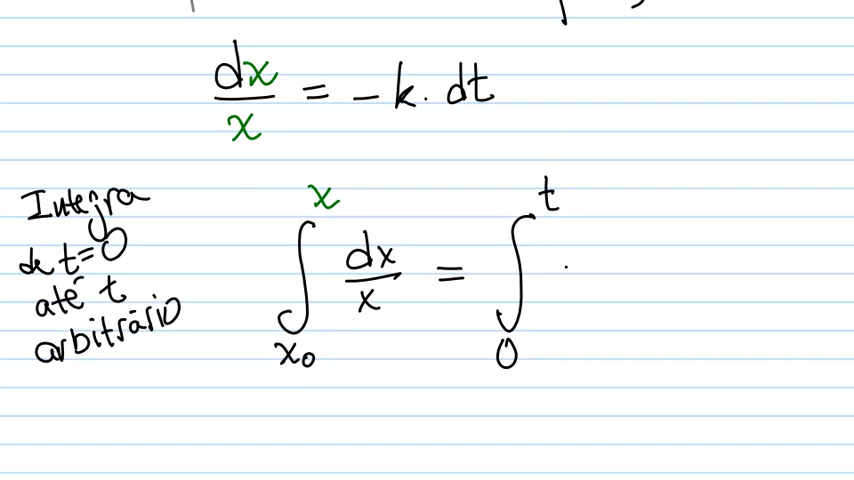 dx/x = -k. dt
Integra
de t=0
até t
arbitrário
∫_{x0}^{x} dx/x = ∫_{0}^{t}